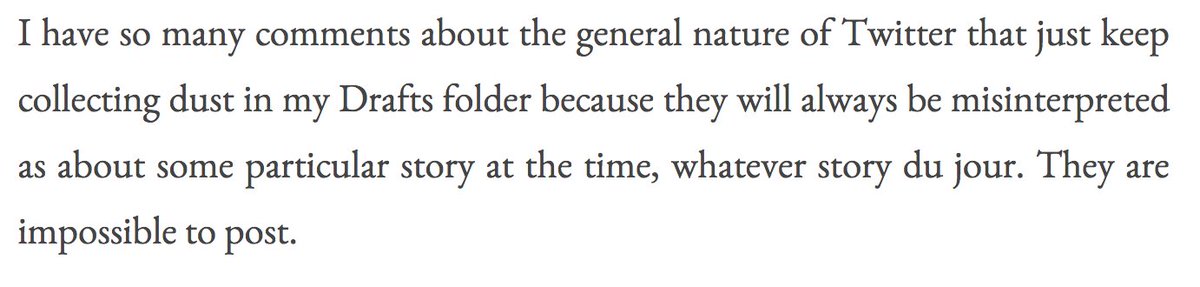 I have so many comments about the general nature of Twitter that just keep
collecting dust in my Drafts folder because they will always be misinterpreted
as about some particular story at the time, whatever story du jour. They are
impossible to post.